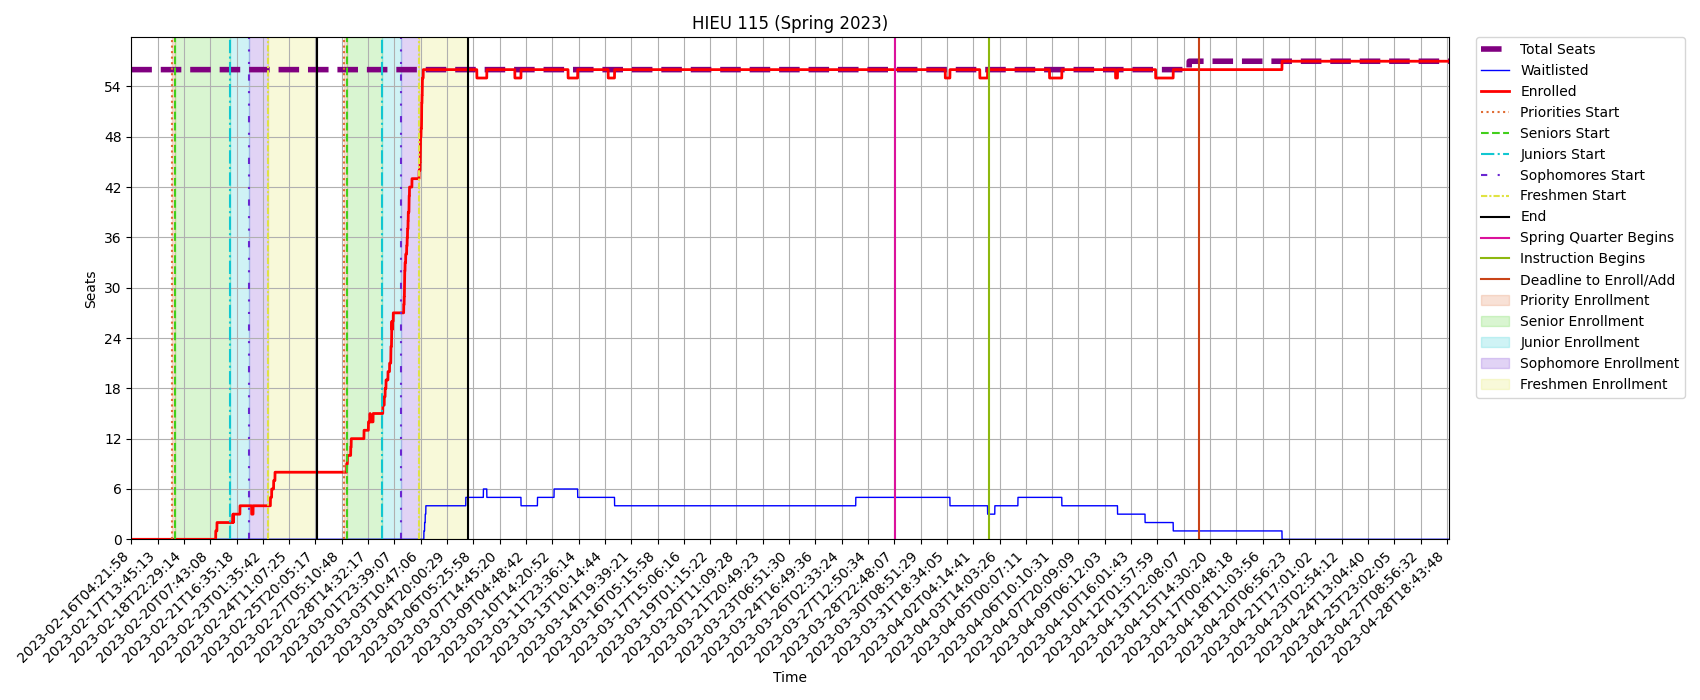 HIEU 115 (Spring 2023)
Seats
54
48
42
36
30
24
18
12
6
0
2023-02-16T04:21:58
2023-02-17T13:45:13
2023-02-18T22:29:14
2023-02-20T07:43:08
2023-02-21T16:35:18
2023-02-23T01:35:42
2023-02-24T11:07:25
2023-02-25T20:05:17
2023-02-27T05:10:48
2023-02-28T14:32:17
2023-03-01T23:39:07
2023-03-03T10:47:06
2023-03-04T20:00:29
2023-03-06T05:25:58
2023-03-09T04:48:42
2023-03-10T14:20:52
2023-03-11T23:36:14
2023-03-13T10:14:44
2023-03-14T19:39:21
2023-03-16T05:15:58
2023-03-17T15:06:16
2023-03-19T01:15:22
2023-03-20T11:09:28
2023-03-21T20:49:23
2023-03-23T06:51:30
2023-03-24T16:49:36
2023-03-26T02:33:24
2023-03-27T12:50:34
2023-03-28T22:48:07
2023-03-30T08:51:29
2023-03-31T18:34:05
2023-04-02T04:14:41
2023-04-03T14:03:26
2023-04-05T00:07:11
2023-04-06T10:10:31
2023-04-07T20:09:09
2023-04-09T06:12:03
2023-04-10T16:01:43
2023-04-12T01:57:59
2023-04-13T12:08:07
2023-04-15T14:30:20
2023-04-17T00:48:18
2023-04-18T11:03:56
2023-04-20T06:56:23
2023-04-21T17:01:02
2023-04-23T02:54:12
2023-04-24T13:04:40
2023-04-25T23:02:05
2023-04-27T08:56:32
2023-04-28T18:43:48
Time
Total Seats
Waitlisted
Enrolled
Priorities Start
Seniors Start
Juniors Start
Sophomores Start
Freshmen Start
End
Spring Quarter Begins
Instruction Begins
Deadline to Enroll/Add
Priority Enrollment
Senior Enrollment
Junior Enrollment
Sophomore Enrollment
Freshmen Enrollment